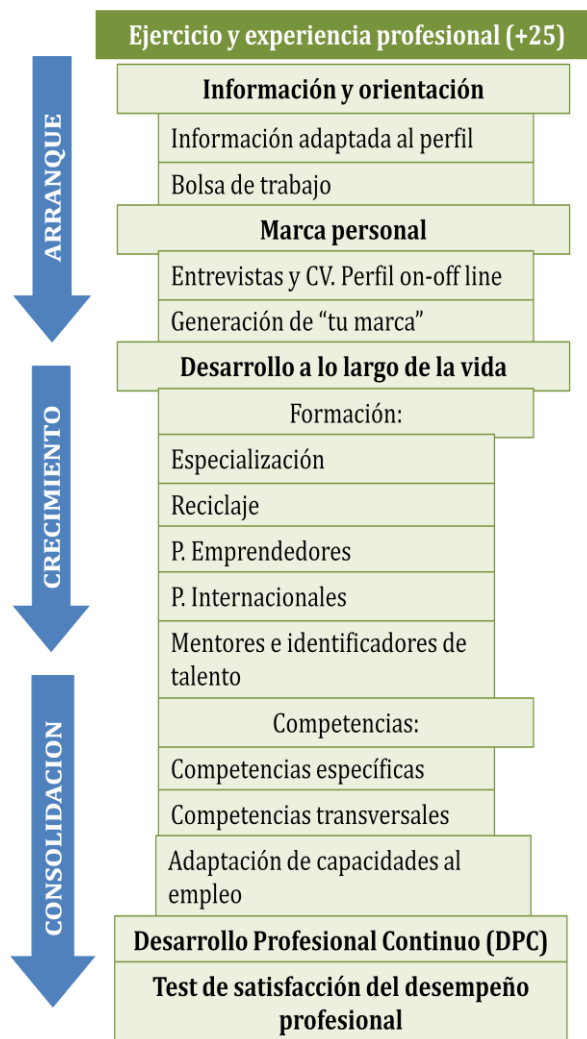 Ejercicio y experiencia profesional (+25)
ARRANQUE
Información y orientación
Información adaptada al perfil
Bolsa de trabajo
Marca personal
Entrevistas y CV. Perfil on-off line
Generación de “tu marca”
CRECIMIENTO
Desarrollo a lo largo de la vida
Formación:
Especialización
Reciclaje
P. Emprendedores
P. Internacionales
Mentores e identificadores de
talento
CONSOLIDACION
Competencias:
Competencias específicas
Competencias transversales
Adaptación de capacidades al
empleo
Desarrollo Profesional Continuo (DPC)
Test de satisfacción del desempeño
profesional